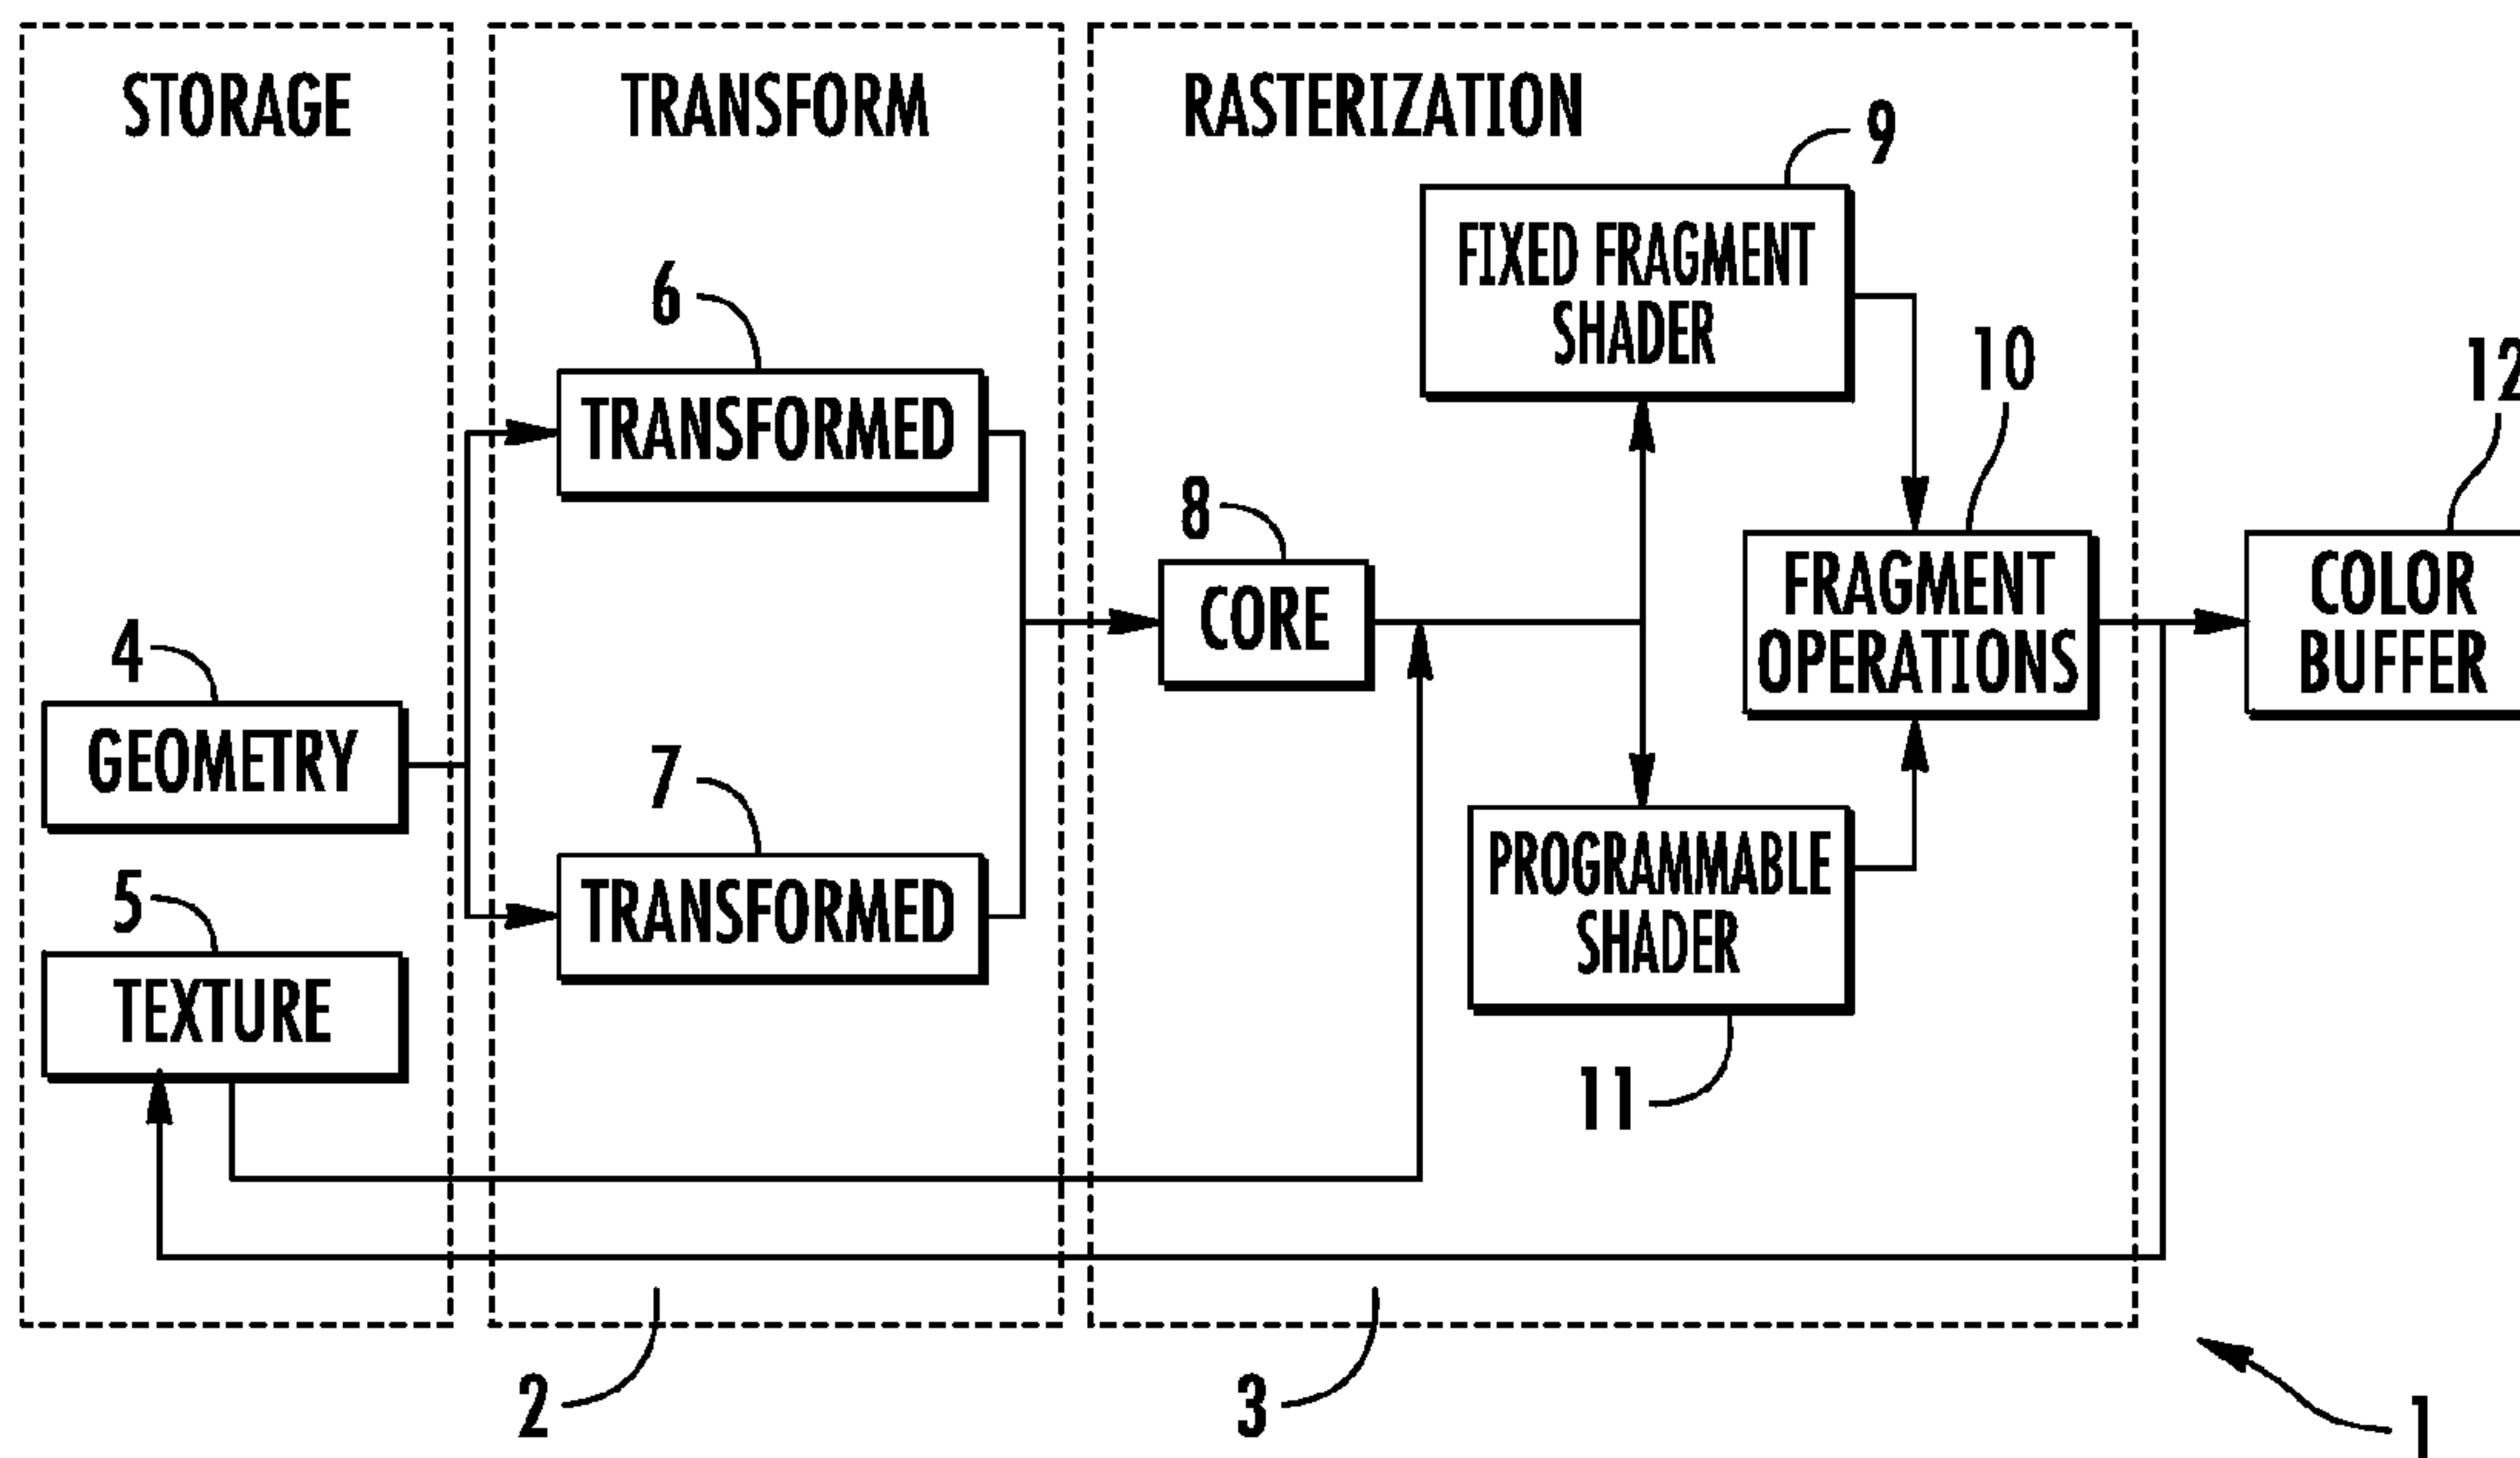 STORAGE
TRANSFORM
RASTERIZATION
9
FIXED FRAGMENT
SHADER
6
TRANSFORMED
10
12
8
CORE
FRAGMENT
OPERATIONS
COLOR
BUFFER
4
GEOMETRY
7
TRANSFORMED
PROGRAMMABLE
SHADER
5
TEXTURE
11
2
3
1